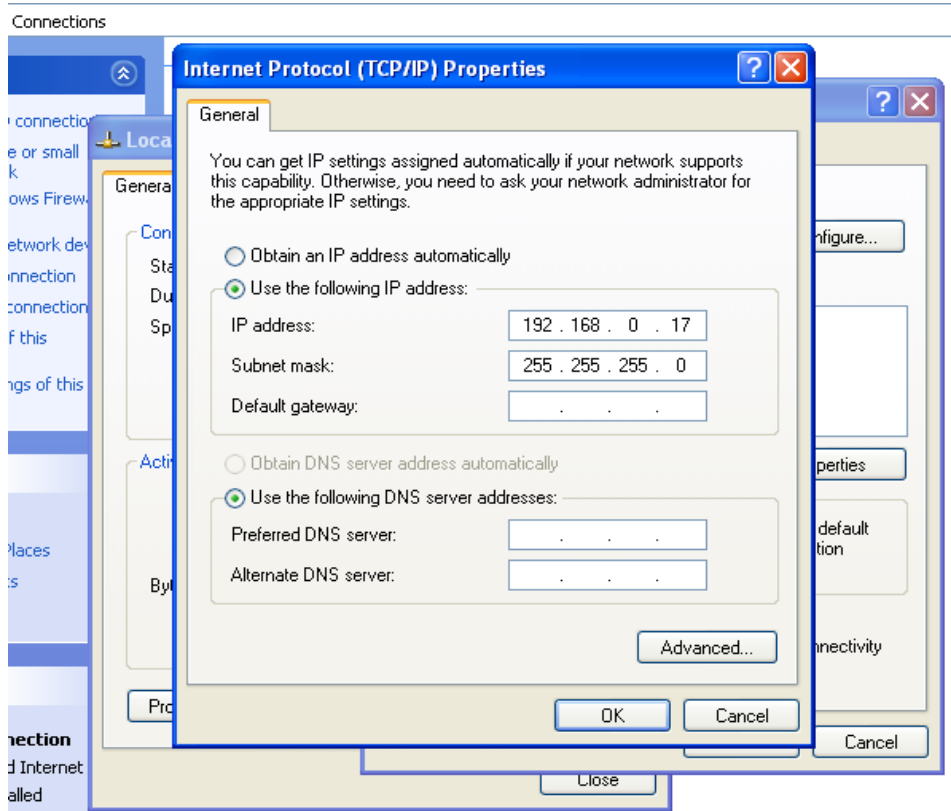 Connections
Internet Protocol (TCP/IP) Properties
General
You can get IP settings assigned automatically if your network supports
this capability. Otherwise, you need to ask your network administrator for
the appropriate IP settings.
Obtain an IP address automatically
Use the following IP address:
IP address: 192 . 168 . 0 . 17
Subnet mask: 255 . 255 . 255 . 0
Default gateway: . . .
Obtain DNS server address automatically
Use the following DNS server addresses:
Preferred DNS server: . . .
Alternate DNS server: . . .
Advanced...
OK Cancel
connectio
e or small
k
ows Firew
etwork dev
onnection
connection
f this
ngs of this
Places
ts
nection
d Internet
alled
Loca
Genera
Con
Sta
Du
Sp
Activ
Byt
Pro
Close
nfigure...
perties
default
tion
nnectivity
Cancel